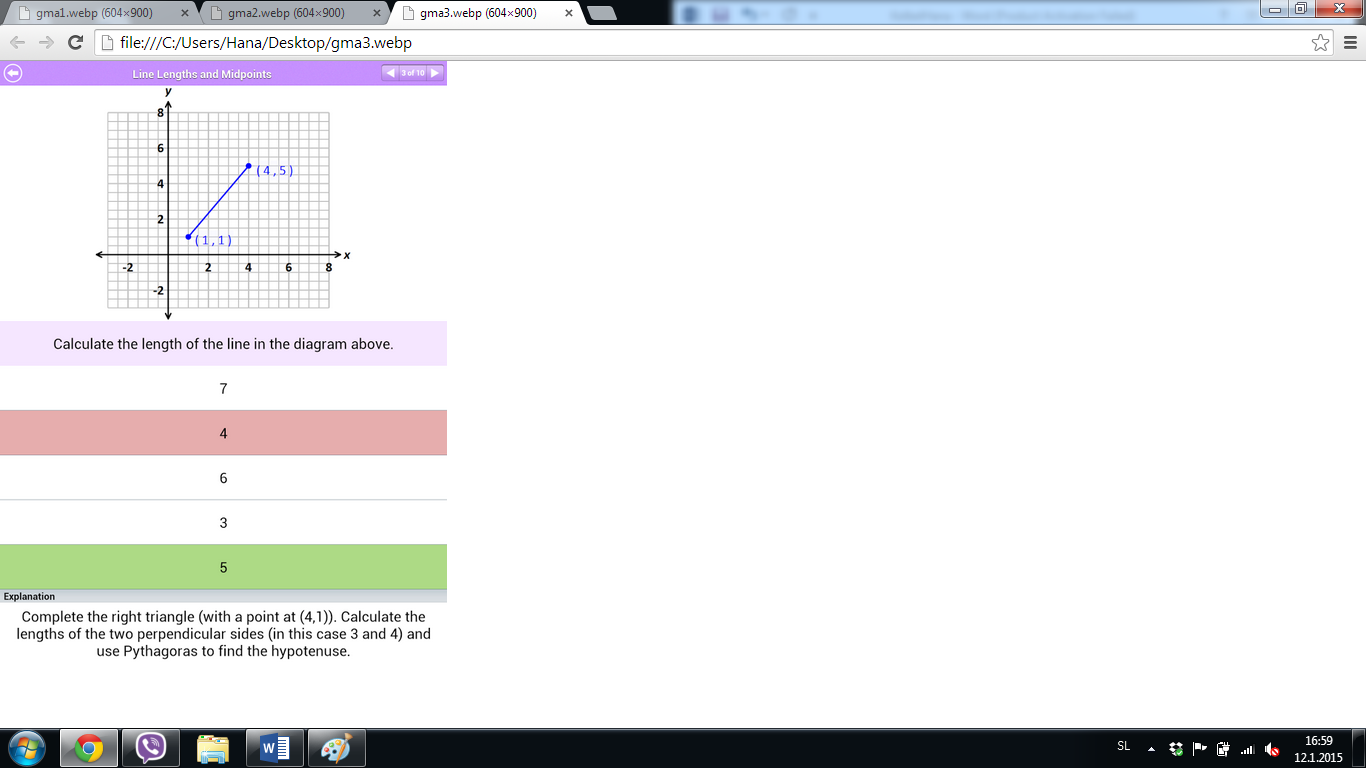 gma1.webp (604×900)
gma2.webp (604×900)
gma3.webp (604×900)
file:///C:/Users/Hana/Desktop/gma3.webp
Line Lengths and Midpoints
3 of 10
y
8
6
(4,5)
4
2
(1,1)
x
-2 2 4 6 8
-2
Calculate the length of the line in the diagram above.
7
4
6
3
5
Explanation
Complete the right triangle (with a point at (4,1)). Calculate the
lengths of the two perpendicular sides (in this case 3 and 4) and
use Pythagoras to find the hypotenuse.
SL
16:59
12.1.2015